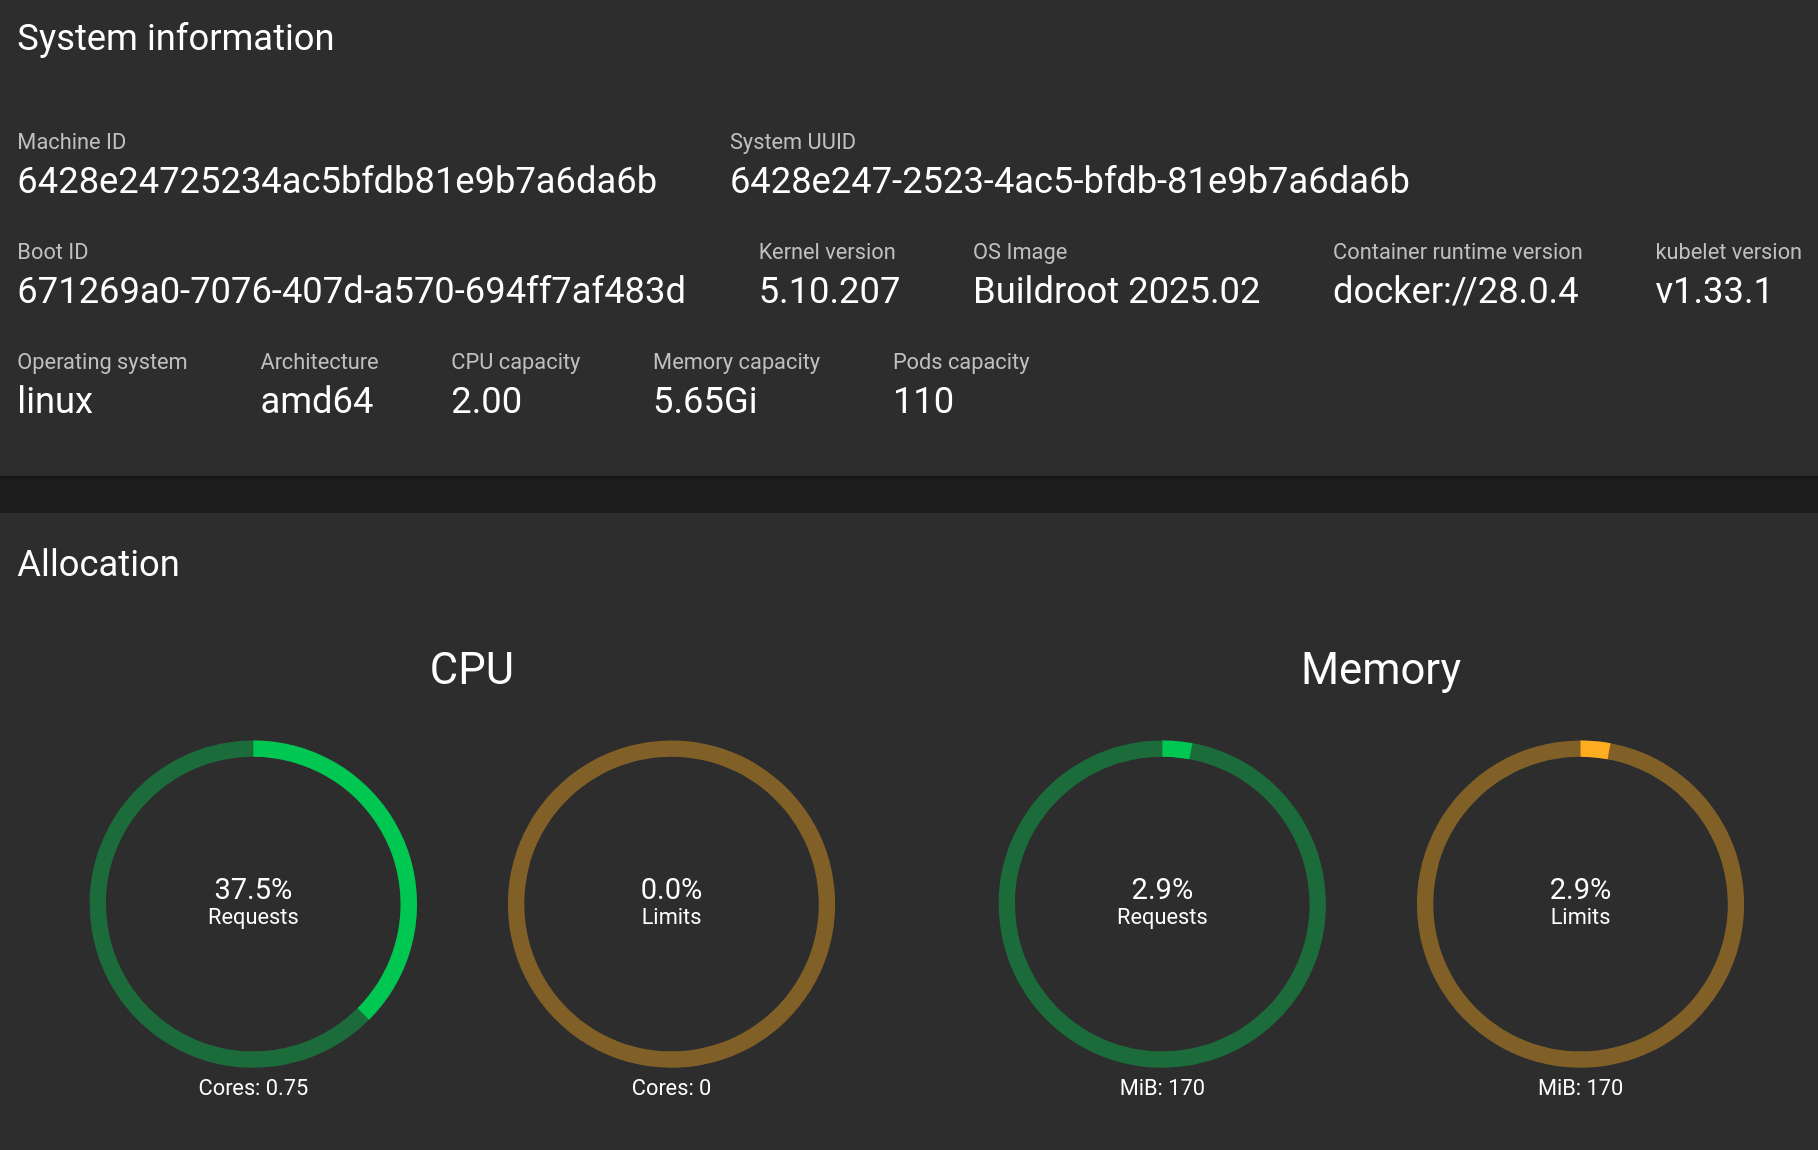 System information
Machine ID
6428e24725234ac5bfdb81e9b7a6da6b
System UUID
6428e247-2523-4ac5-bfdb-81e9b7a6da6b
Boot ID
671269a0-7076-407d-a570-694ff7af483d
Kernel version
5.10.207
OS Image
Buildroot 2025.02
Container runtime version
docker://28.0.4
kubelet version
v1.33.1
Operating system
linux
Architecture
amd64
CPU capacity
2.00
Memory capacity
5.65Gi
Pods capacity
110
Allocation
CPU
37.5%
Requests
Cores: 0.75
0.0%
Limits
Cores: 0
Memory
2.9%
Requests
MiB: 170
2.9%
Limits
MiB: 170